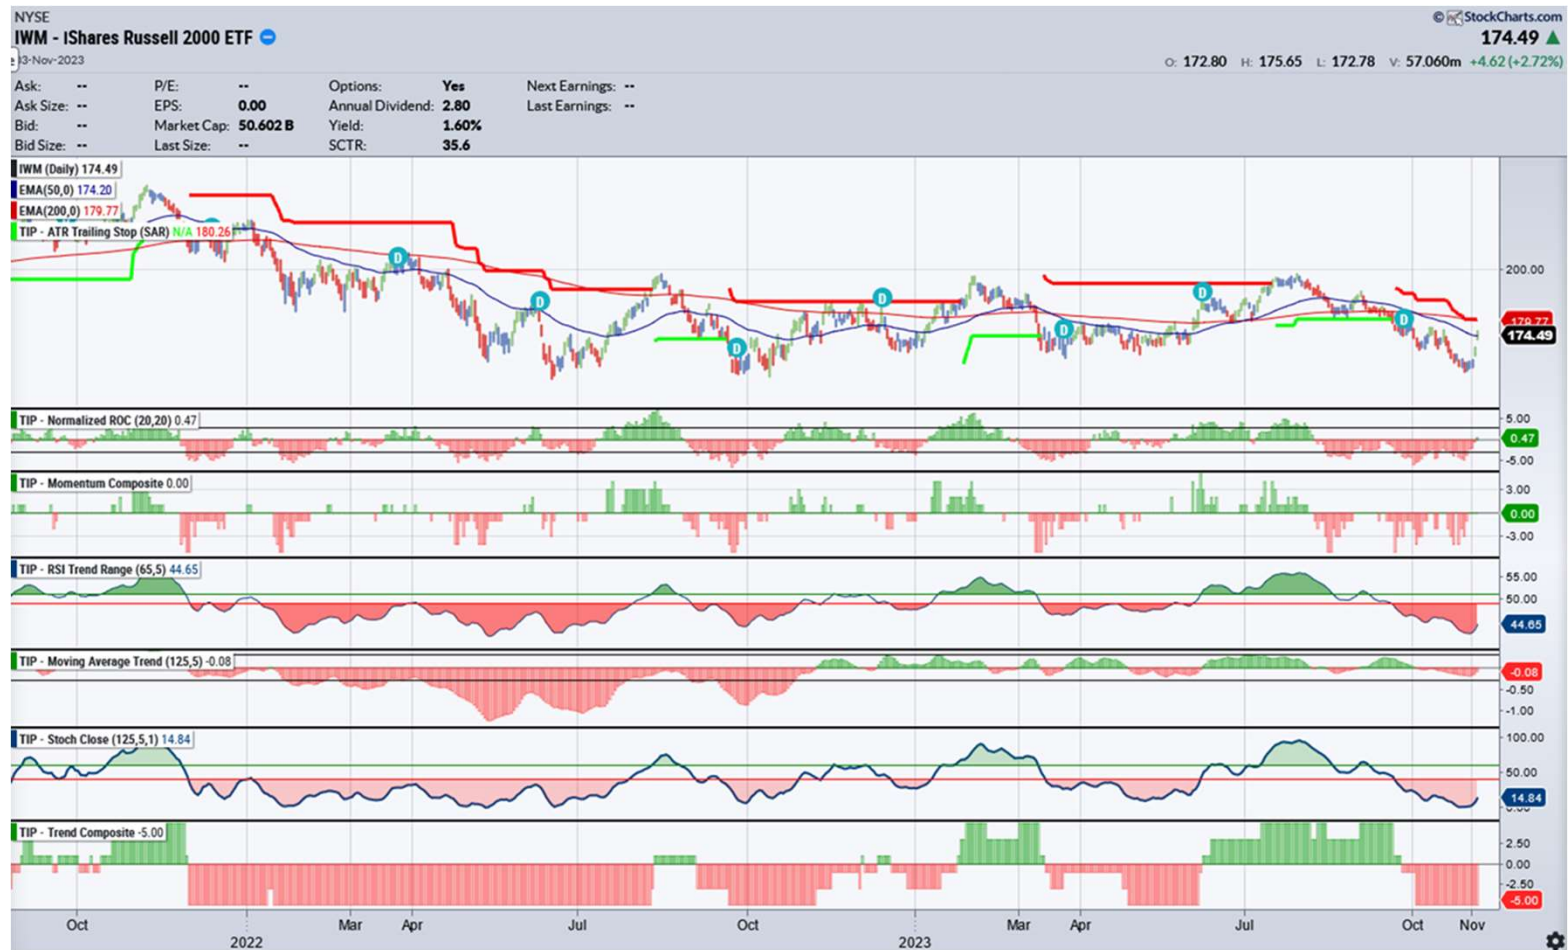 NYSE
© StockCharts.com
IWM - iShares Russell 2000 ETF
174.49
3-Nov-2023
O: 172.80 H: 175.65 L: 172.78 V: 57.060m +4.62 (+2.72%)
Ask: -- P/E: -- Options: Yes Next Earnings: --
Ask Size: -- EPS: 0.00 Annual Dividend: 2.80 Last Earnings: --
Bid: -- Market Cap: 50.602 B Yield: 1.60%
Bid Size: -- Last Size: -- SCTR: 35.6
IWM (Daily) 174.49
EMA(50,0) 174.20
EMA(200,0) 179.77
TIP - ATR Trailing Stop (SAR) N/A 180.26
D
D
D
D
D
D
D
200.00
179.77
174.49
TIP - Normalized ROC (20,20) 0.47
5.00
0.47
-5.00
TIP - Momentum Composite 0.00
3.00
0.00
-3.00
TIP - RSI Trend Range (65,5) 44.65
55.00
50.00
44.65
TIP - Moving Average Trend (125,5) -0.08
-0.08
-0.50
-1.00
TIP - Stoch Close (125,5,1) 14.84
100.00
50.00
14.84
TIP - Trend Composite -5.00
2.50
0.00
-2.50
-5.00
Oct Mar Apr Jul Oct Mar Apr Jul Oct Nov
2022 2023